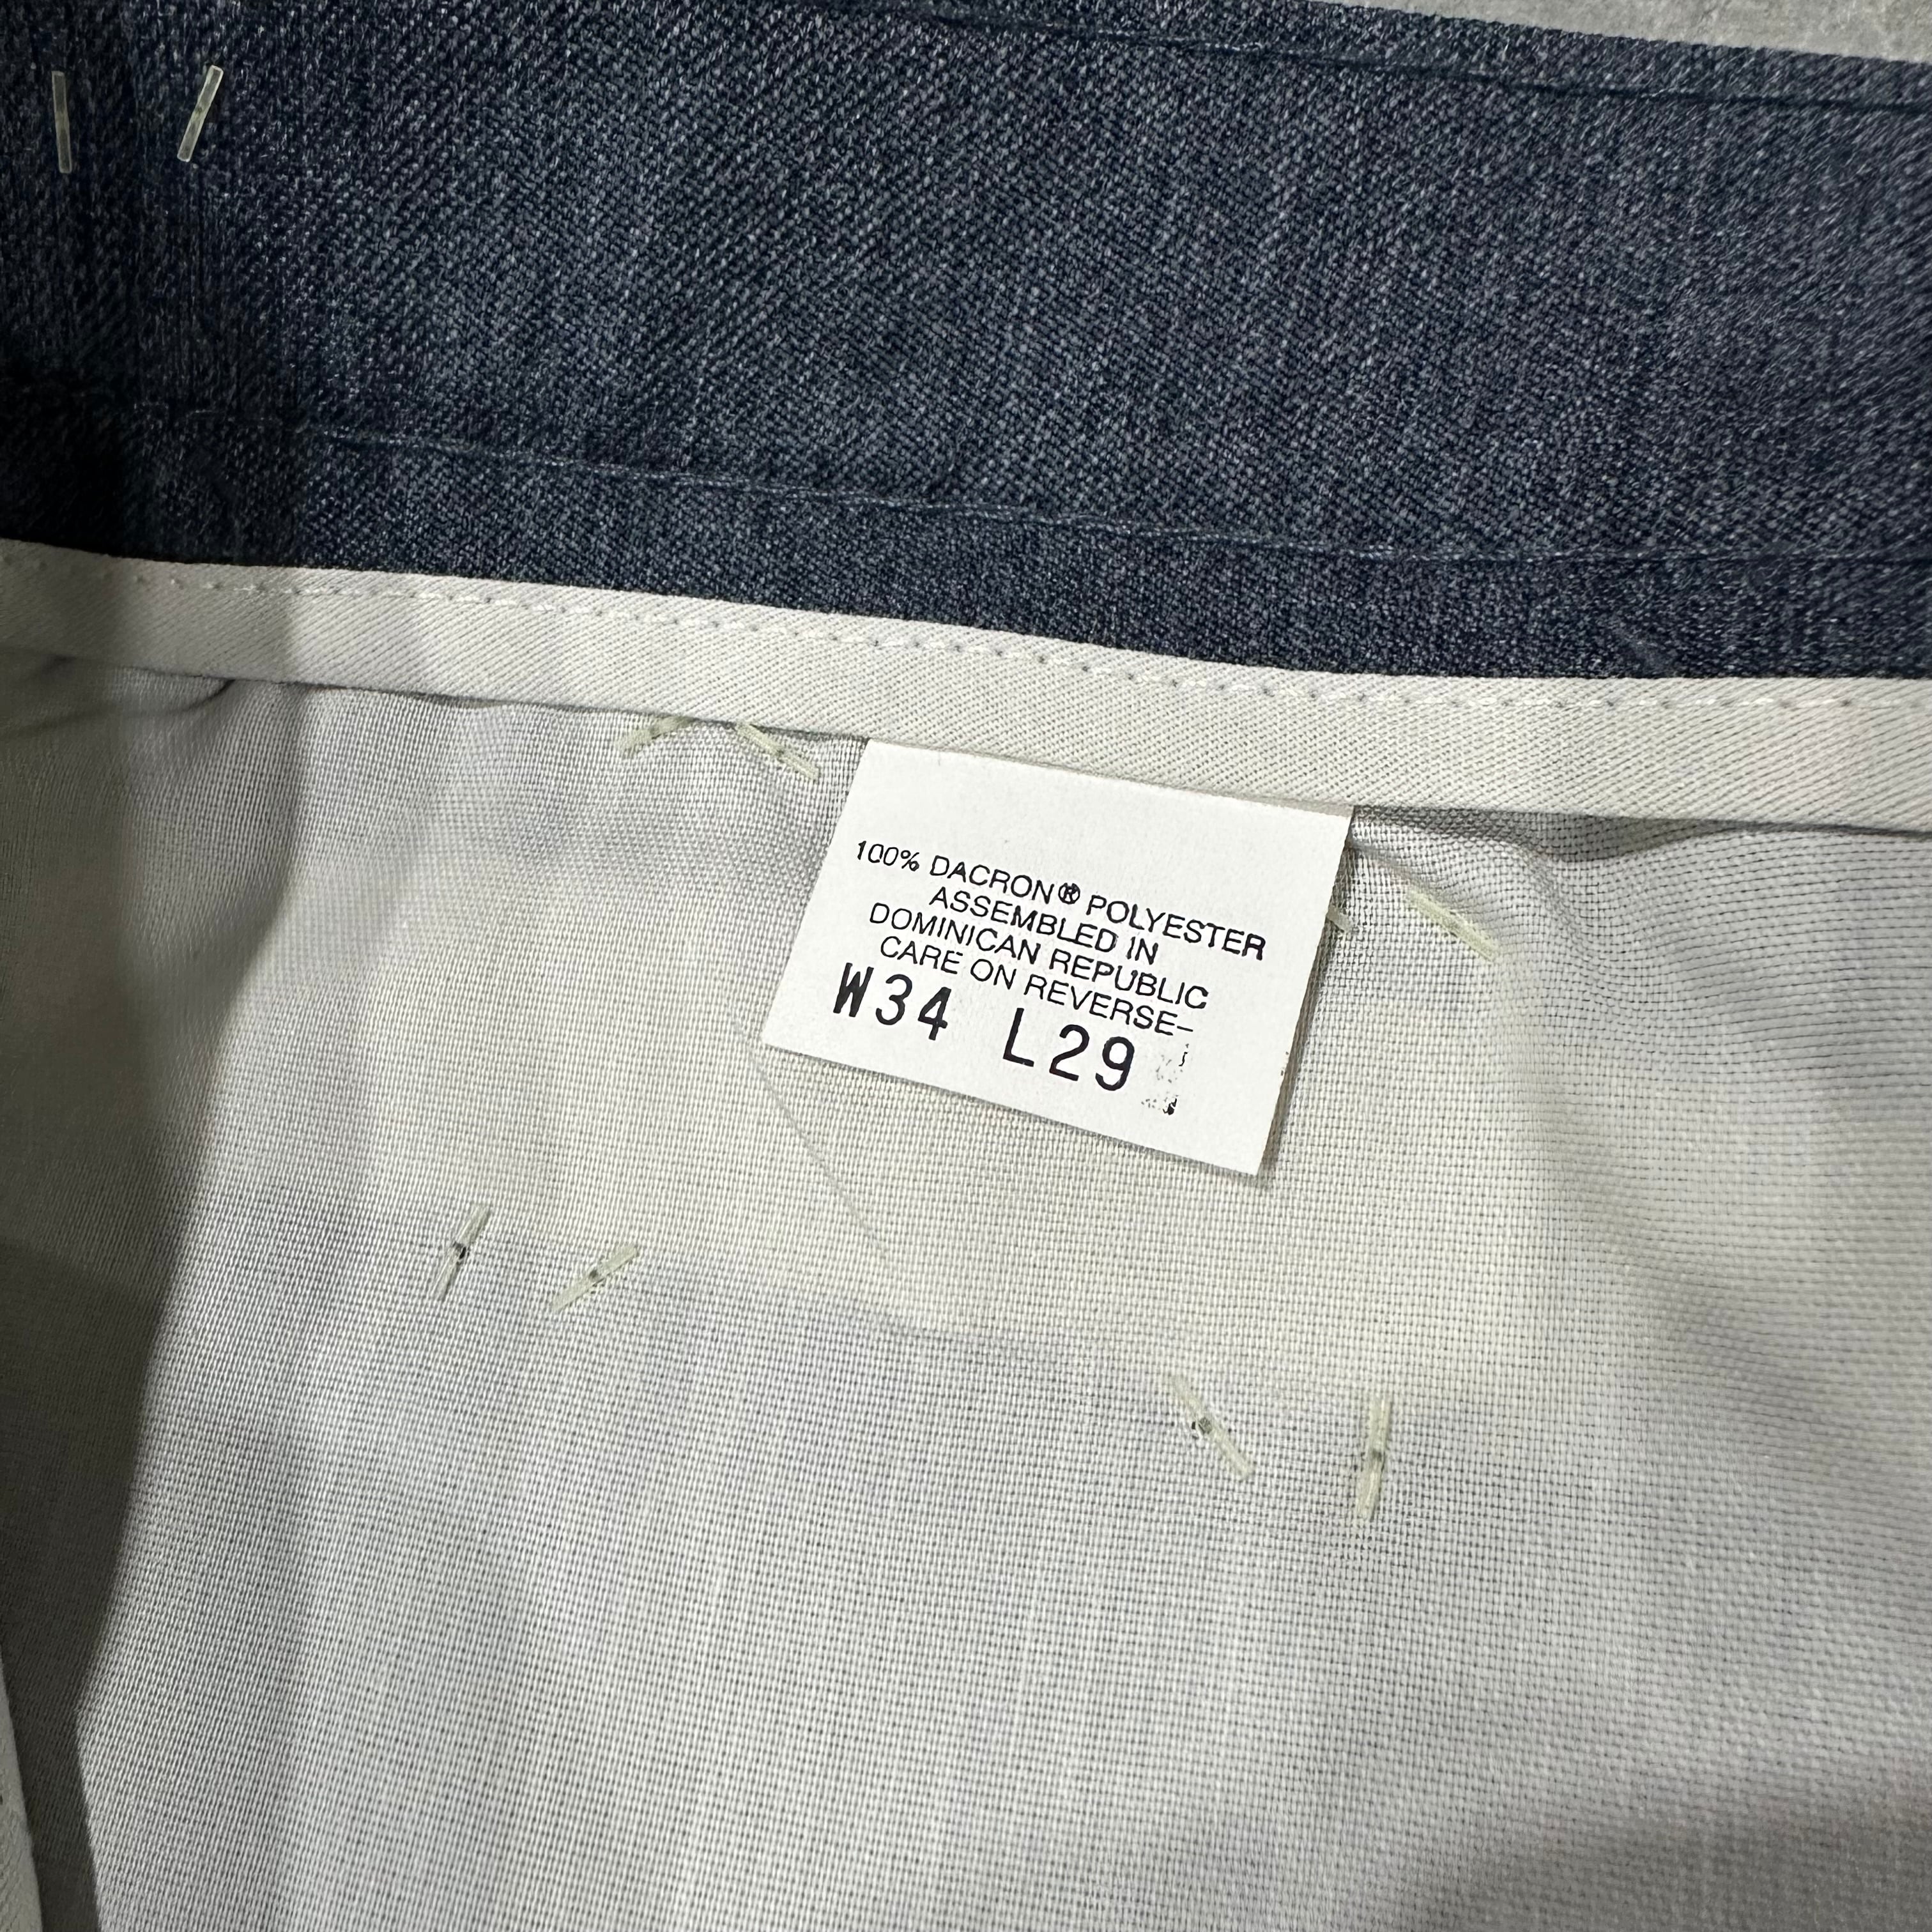 100% DACRON® POLYESTER
ASSEMBLED IN
DOMINICAN REPUBLIC
CARE ON REVERSE-
W34 L29